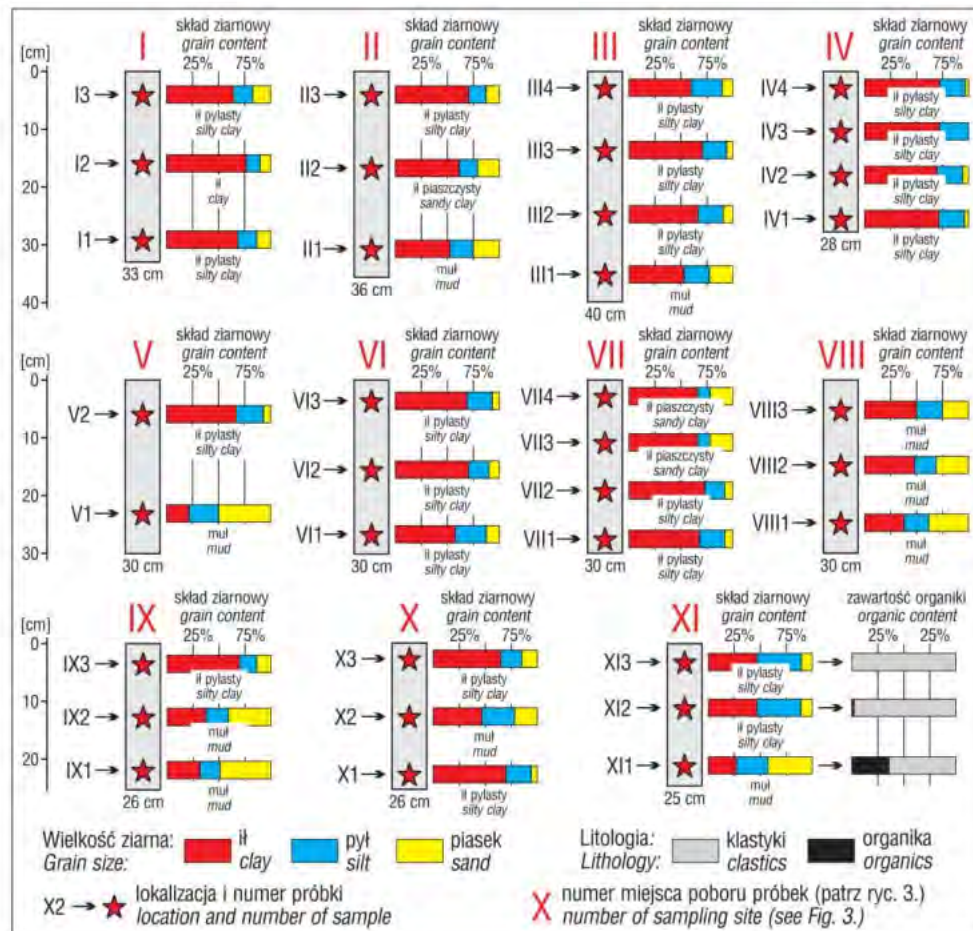 I
skład ziarnowy
grain content
25% 75%
II
skład ziarnowy
grain content
25% 75%
III
skład ziarnowy
grain content
25% 75%
IV
skład ziarnowy
grain content
25% 75%
[cm]
0
10
20
30
40
I3
ił pylasty
silty clay
I2
ił
clay
I1
ił pylasty
silty clay
33 cm
II3
ił pylasty
silty clay
II2
ił piaszczysty
sandy clay
II1
muł
mud
36 cm
III4
ił pylasty
silty clay
III3
ił pylasty
silty clay
III2
ił pylasty
silty clay
III1
muł
mud
40 cm
IV4
ił pylasty
silty clay
IV3
ił pylasty
silty clay
IV2
ił pylasty
silty clay
IV1
ił pylasty
silty clay
28 cm
V
skład ziarnowy
grain content
25% 75%
VI
skład ziarnowy
grain content
25% 75%
VII
skład ziarnowy
grain content
25% 75%
VIII
skład ziarnowy
grain content
25% 75%
[cm]
0
10
20
30
V2
ił pylasty
silty clay
V1
muł
mud
30 cm
VI3
ił pylasty
silty clay
VI2
ił pylasty
silty clay
VI1
ił pylasty
silty clay
30 cm
VII4
ił piaszczysty
sandy clay
VII3
ił piaszczysty
sandy clay
VII2
ił pylasty
silty clay
VII1
ił pylasty
silty clay
30 cm
VIII3
muł
mud
VIII2
muł
mud
VIII1
muł
mud
30 cm
IX
skład ziarnowy
grain content
25% 75%
X
skład ziarnowy
grain content
25% 75%
XI
skład ziarnowy
grain content
25% 75%
zawartość organiki
organic content
25% 25%
[cm]
0
10
20
IX3
ił pylasty
silty clay
IX2
muł
mud
IX1
muł
mud
26 cm
X3
ił pylasty
silty clay
X2
muł
mud
X1
ił pylasty
silty clay
26 cm
XI3
ił pylasty
silty clay
XI2
ił pylasty
silty clay
XI1
muł
mud
25 cm
Wielkość ziarna:
Grain size:
ił
clay
pył
silt
piasek
sand
Litologia:
Lithology:
klastyki
clastics
organika
organics
X2
lokalizacja i numer próbki
location and number of sample
X
numer miejsca poboru próbek (patrz ryc. 3.)
number of sampling site (see Fig. 3.)